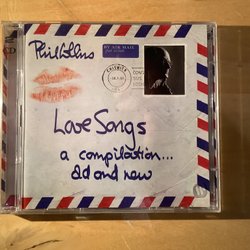 Phil Collins
BY AIR MAIL
Love Songs
a compilation...
old and new